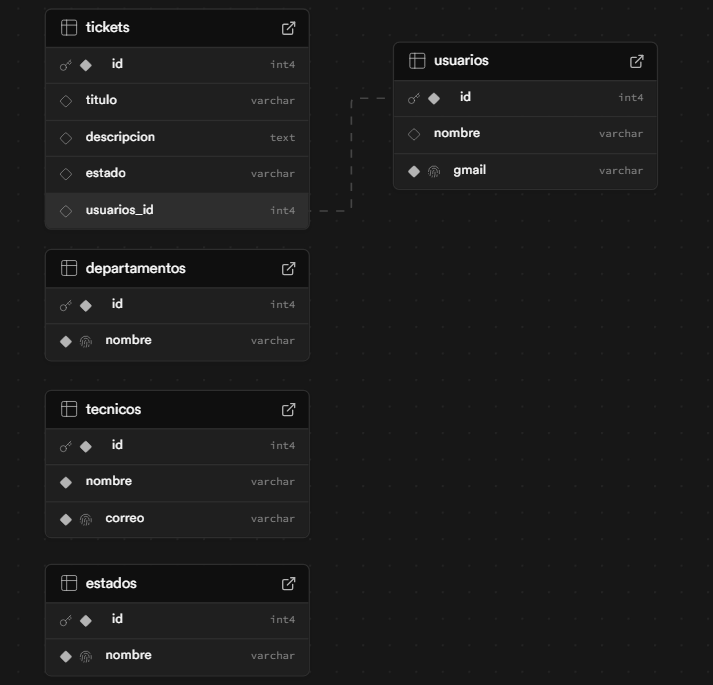 tickets
id int4
titulo varchar
descripcion text
estado varchar
usuarios_id int4
usuarios
id int4
nombre varchar
gmail varchar
departamentos
id int4
nombre varchar
tecnicos
id int4
nombre varchar
correo varchar
estados
id int4
nombre varchar